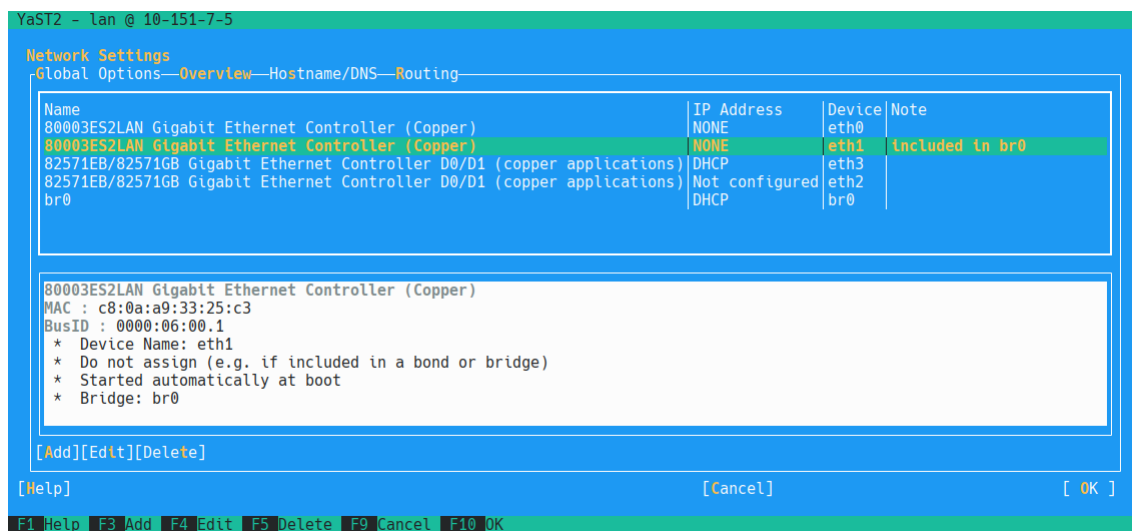 YaST2 - lan @ 10-151-7-5
Network Settings
Global Options—Overview—Hostname/DNS—Routing
Name |IP Address |Device|Note
80003ES2LAN Gigabit Ethernet Controller (Copper) |NONE |eth0 |
80003ES2LAN Gigabit Ethernet Controller (Copper) |NONE |eth1 |included in br0
82571EB/82571GB Gigabit Ethernet Controller D0/D1 (copper applications)|DHCP |eth3 |
82571EB/82571GB Gigabit Ethernet Controller D0/D1 (copper applications)|Not configured|eth2 |
br0 |DHCP |br0 |
80003ES2LAN Gigabit Ethernet Controller (Copper)
MAC : c8:0a:a9:33:25:c3
BusID : 0000:06:00.1
* Device Name: eth1
* Do not assign (e.g. if included in a bond or bridge)
* Started automatically at boot
* Bridge: br0
[Add][Edit][Delete]
[Help] [Cancel] [ OK ]
F1 Help F3 Add F4 Edit F5 Delete F9 Cancel F10 OK